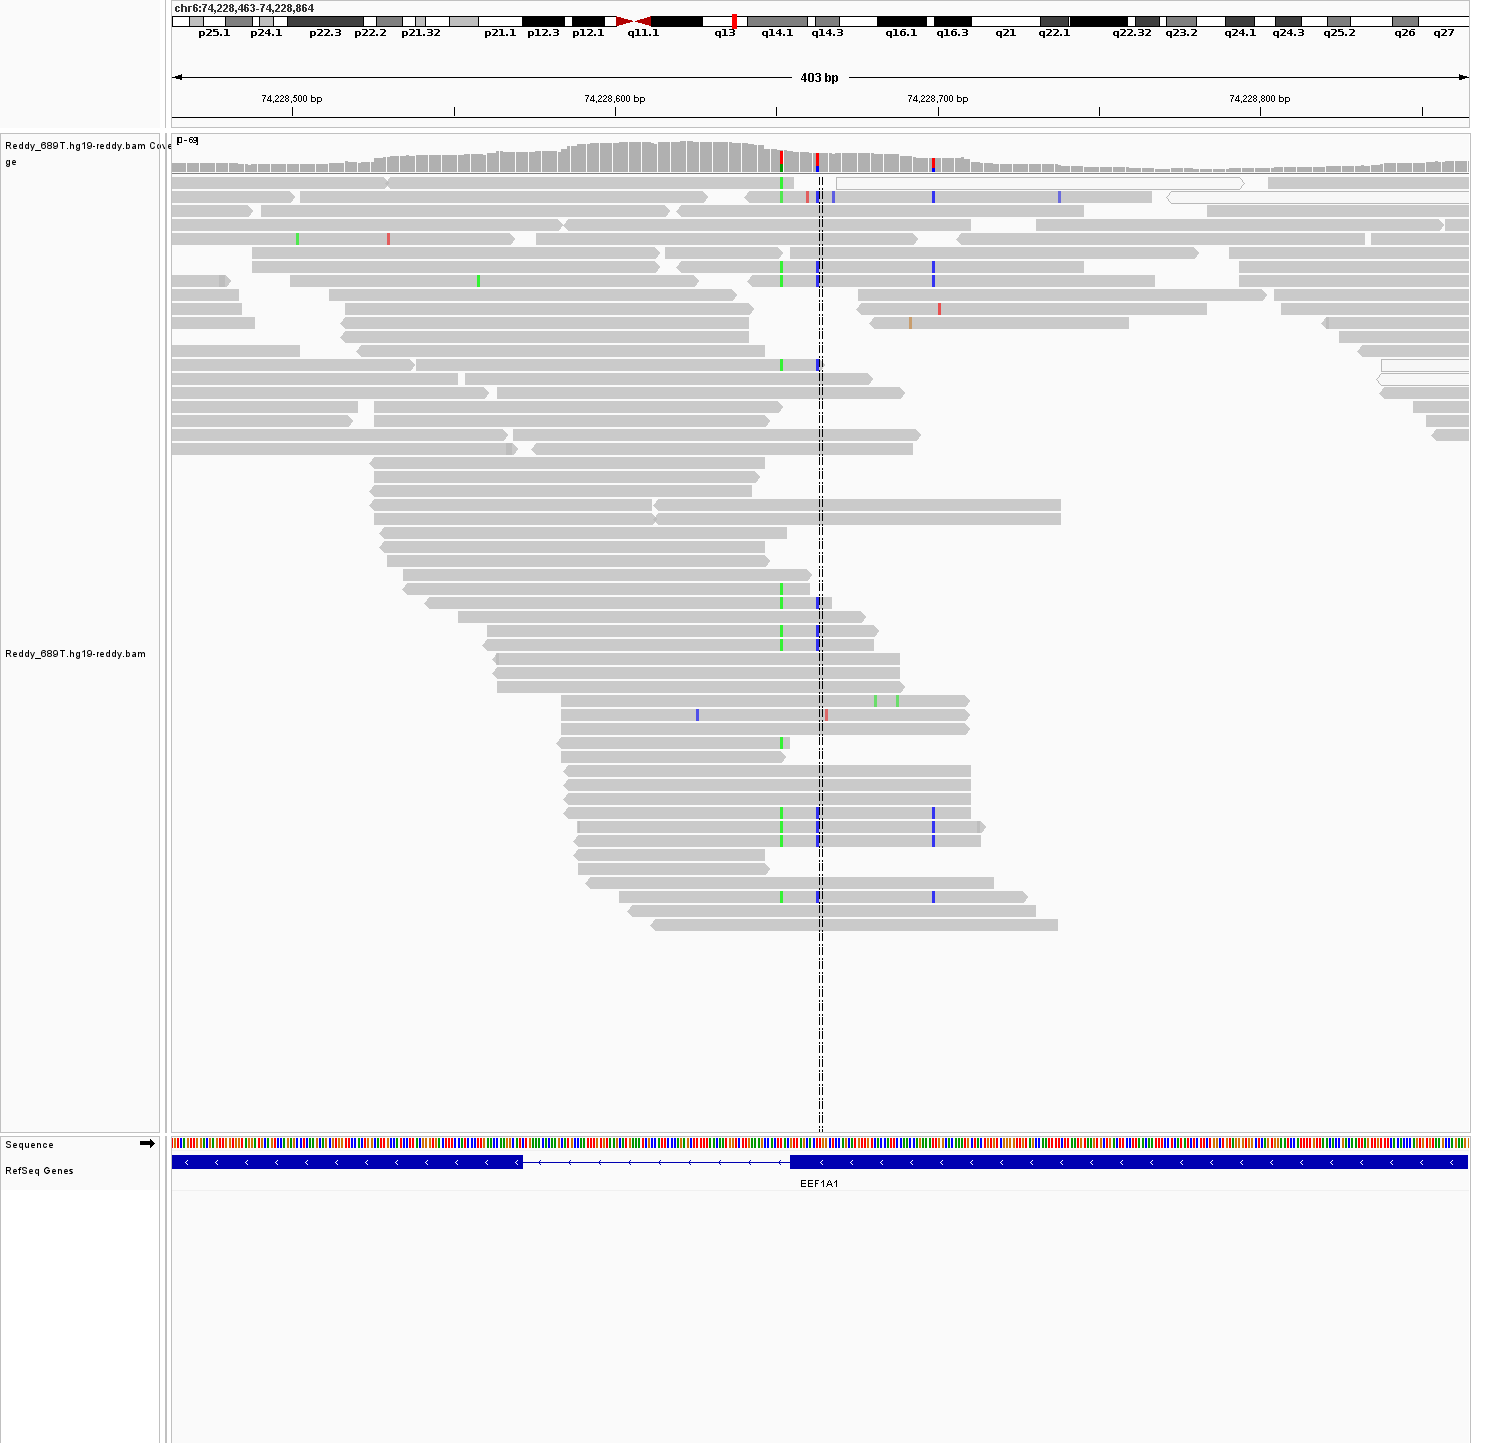 chr6:74,228,463-74,228,864
p25.1 p24.1 p22.3 p22.2 p21.32 p21.1 p12.3 p12.1 q11.1 q13 q14.1 q14.3 q16.1 q16.3 q21 q22.1 q22.32 q23.2 q24.1 q24.3 q25.2 q26 q27
403 bp
74,228,500 bp 74,228,600 bp 74,228,700 bp 74,228,800 bp
[0 - 69]
Reddy_689T.hg19-reddy.bam Cove
ge
Reddy_689T.hg19-reddy.bam
Sequence
RefSeq Genes
EEF1A1